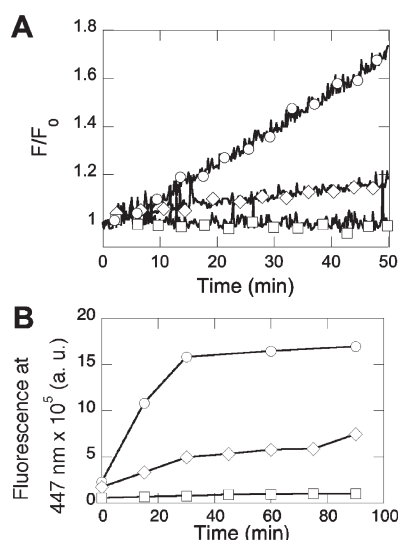 A
1.8
1.6
1.4
1.2
1
F/F0
0 10 20 30 40 50
Time (min)
B
20
15
10
5
0
Fluorescence at
447 nm x 10^5 (a. u.)
0 20 40 60 80 100
Time (min)